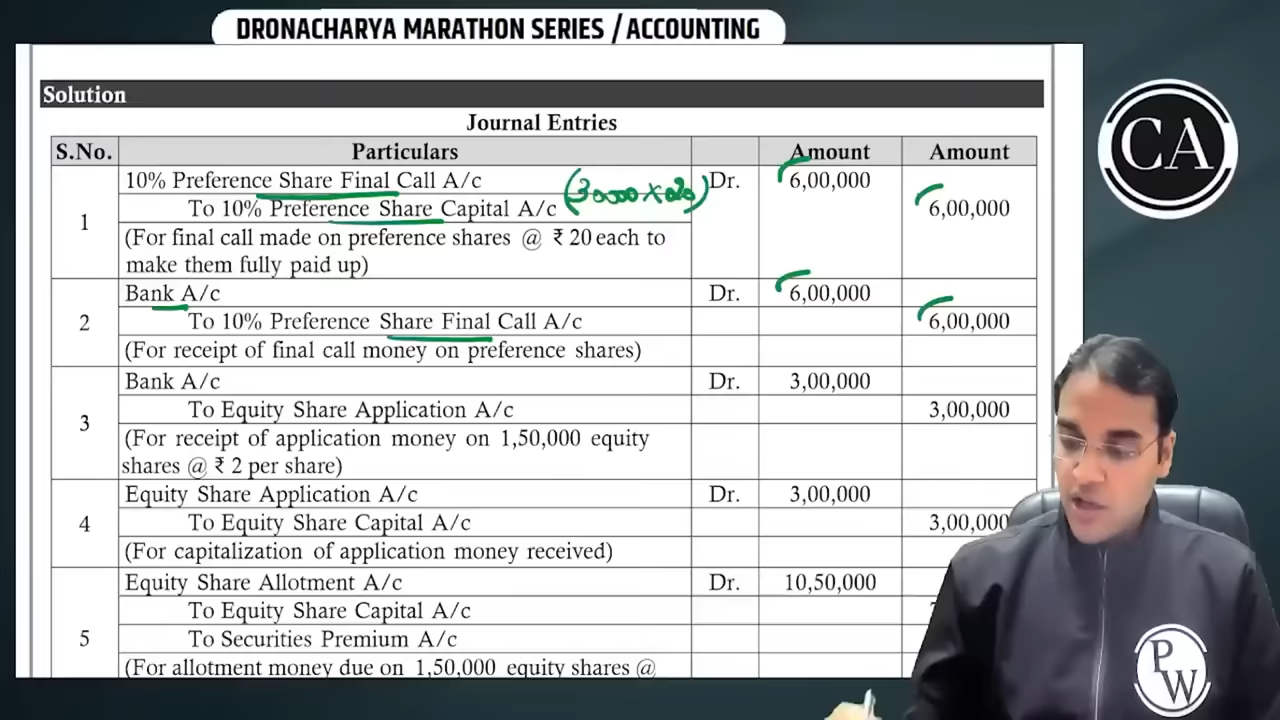 DRONACHARYA MARATHON SERIES / ACCOUNTING
CA
Solution
Journal Entries
S.No. Particulars Amount Amount
1 10% Preference Share Final Call A/c Dr. 6,00,000
To 10% Preference Share Capital A/c (30000 × 20) 6,00,000
(For final call made on preference shares @ ₹ 20 each to
make them fully paid up)
2 Bank A/c Dr. 6,00,000
To 10% Preference Share Final Call A/c 6,00,000
(For receipt of final call money on preference shares)
3 Bank A/c Dr. 3,00,000
To Equity Share Application A/c 3,00,000
(For receipt of application money on 1,50,000 equity
shares @ ₹ 2 per share)
4 Equity Share Application A/c Dr. 3,00,000
To Equity Share Capital A/c 3,00,000
(For capitalization of application money received)
5 Equity Share Allotment A/c Dr. 10,50,000
To Equity Share Capital A/c
To Securities Premium A/c
(For allotment money due on 1,50,000 equity shares @
PW